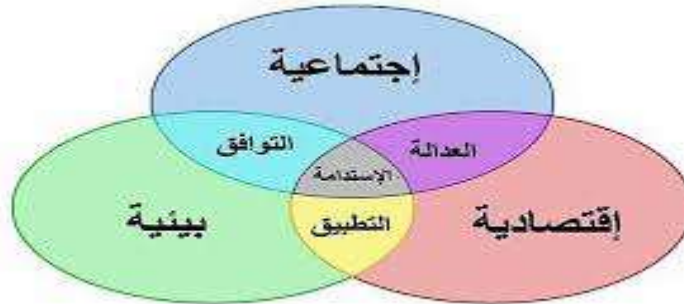 إجتماعية
التوافق
العدالة
الإستدامة
بيئية
التطبيق
إقتصادية